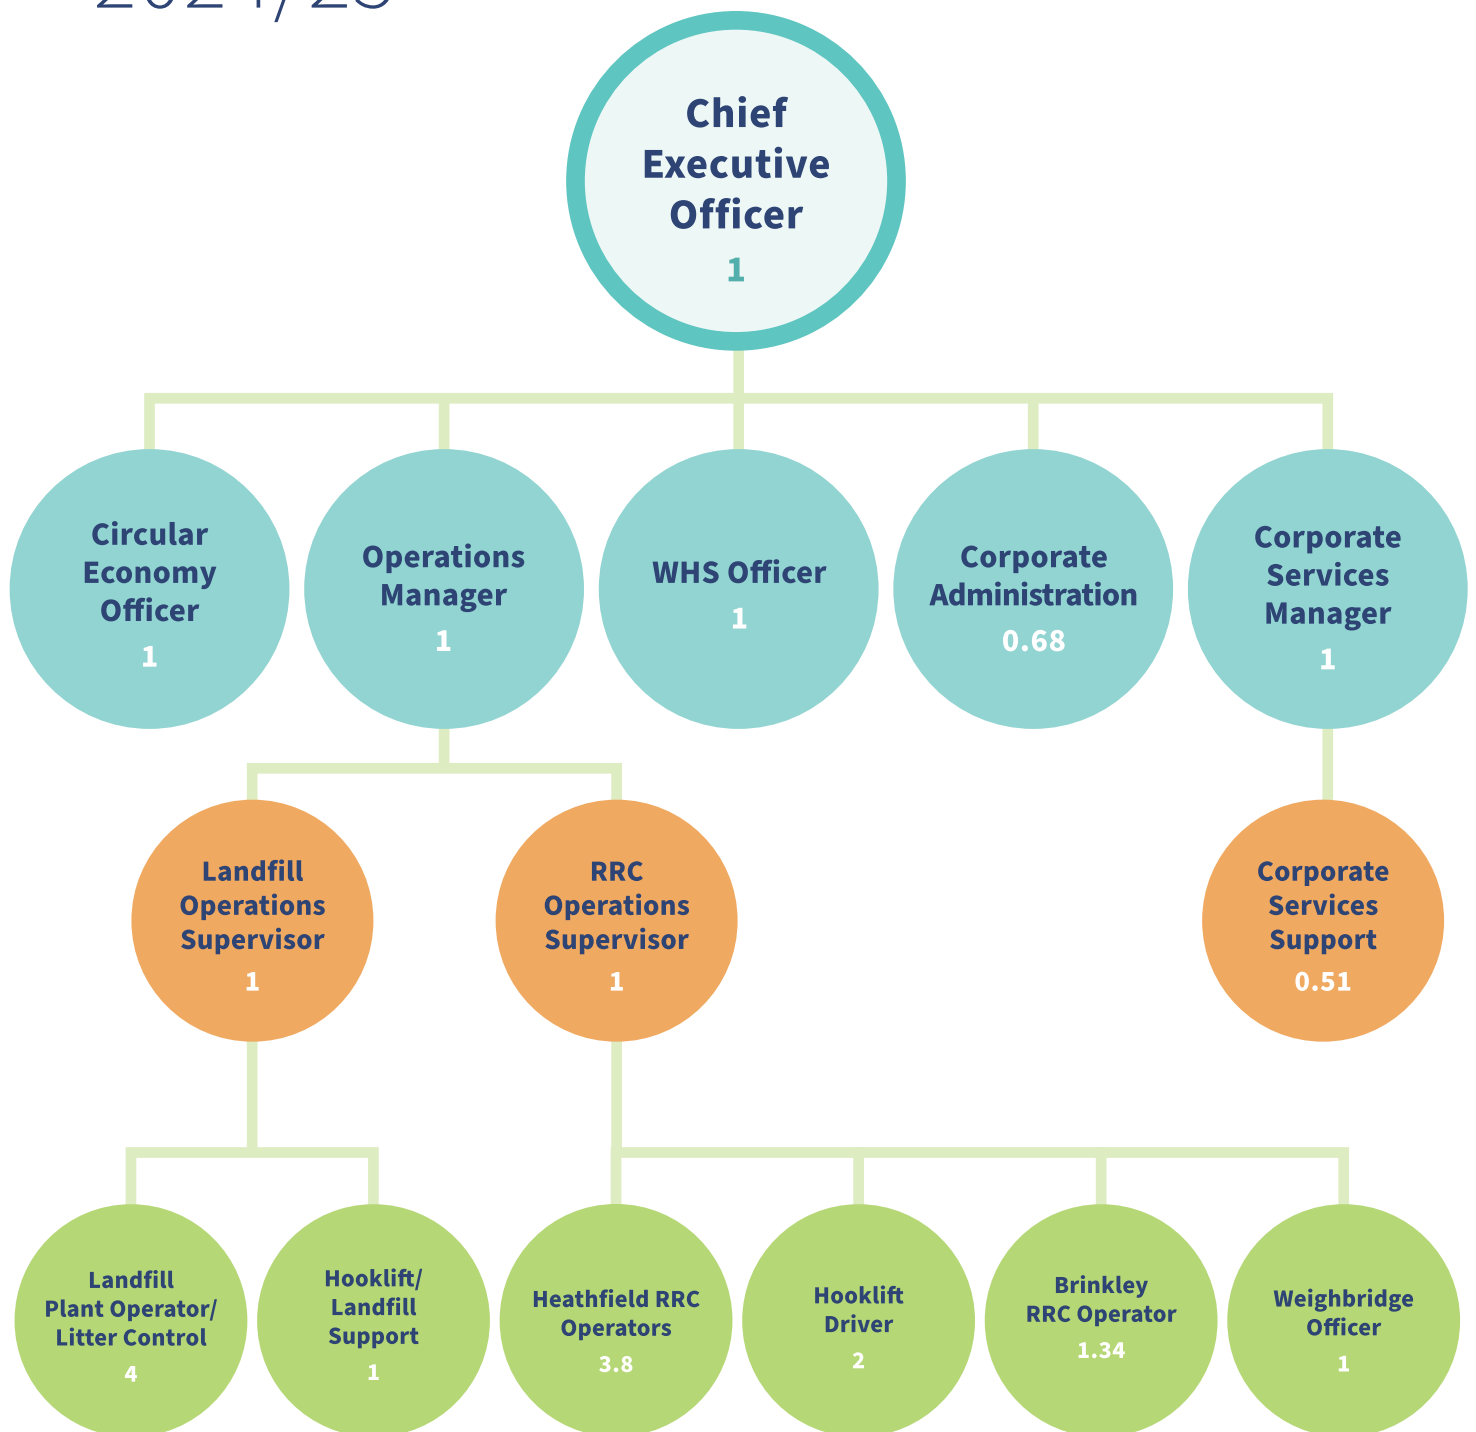 2024/25
Chief
Executive
Officer
1
Circular
Economy
Officer
1
Operations
Manager
1
WHS Officer
1
Corporate
Administration
0.68
Corporate
Services
Manager
1
Landfill
Operations
Supervisor
1
RRC
Operations
Supervisor
1
Corporate
Services
Support
0.51
Landfill
Plant Operator/
Litter Control
4
Hooklift/
Landfill
Support
1
Heathfield RRC
Operators
3.8
Hooklift
Driver
2
Brinkley
RRC Operator
1.34
Weighbridge
Officer
1